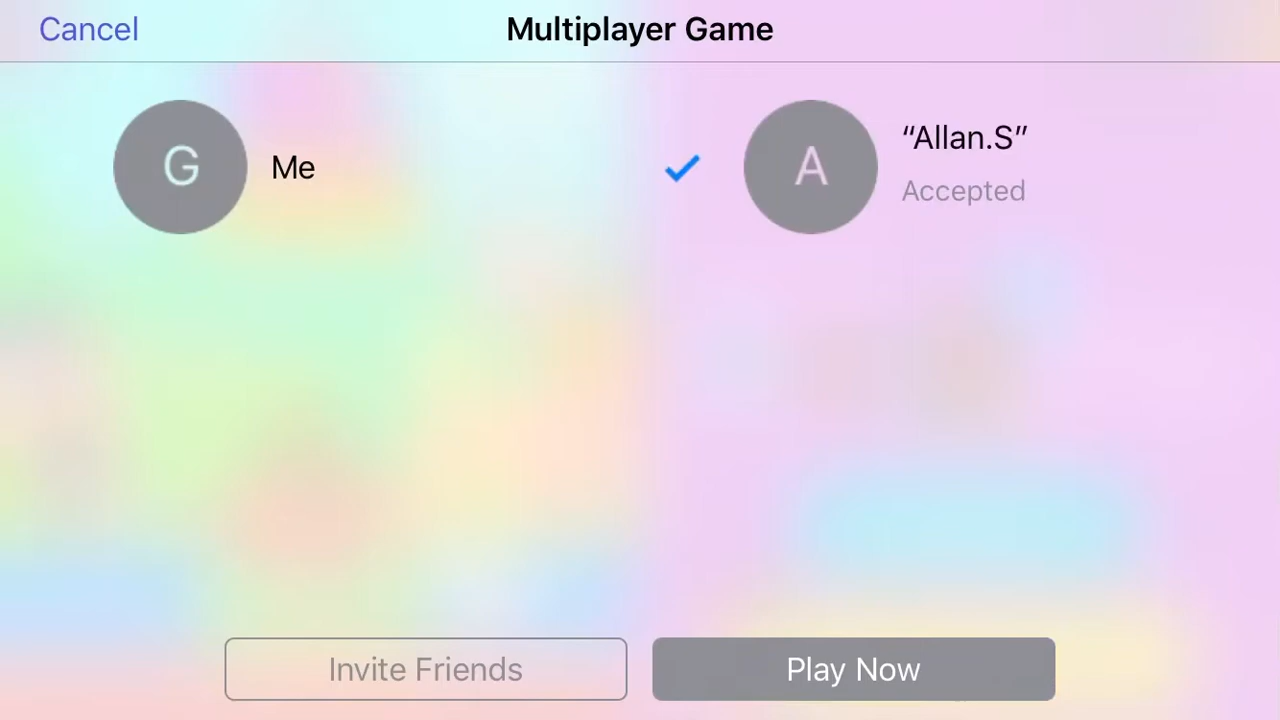 Cancel
Multiplayer Game
G
Me
A
“Allan.S”
Accepted
Invite Friends
Play Now